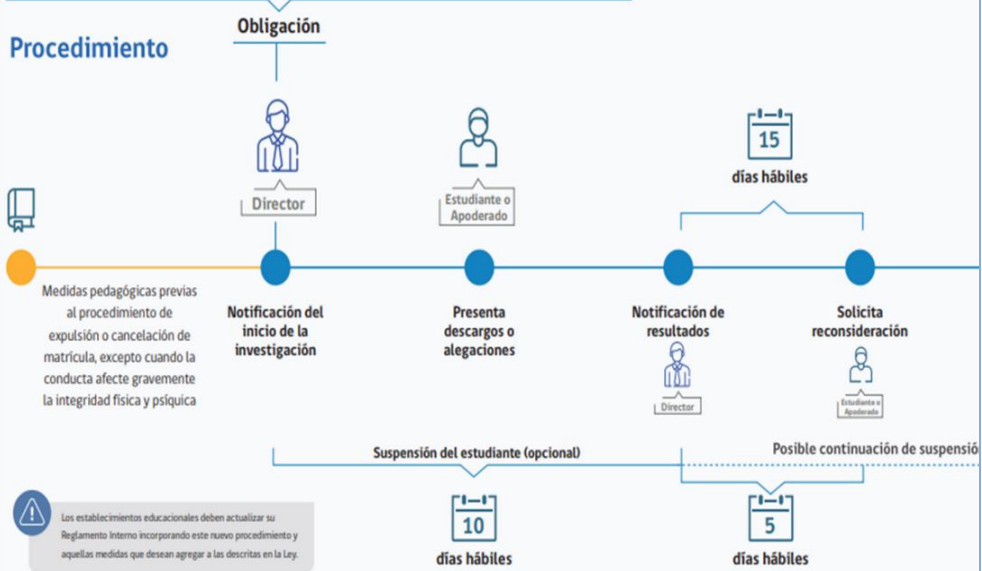 Obligación
Procedimiento
15
días hábiles
Director
Estudiante o
Apoderado
Medidas pedagógicas previas
al procedimiento de
expulsión o cancelación de
matrícula, excepto cuando la
conducta afecte gravemente
la integridad física y psíquica
Notificación del
inicio de la
investigación
Presenta
descargos o
alegaciones
Notificación de
resultados
Director
Solicita
reconsideración
Estudiante o
Apoderado
Suspensión del estudiante (opcional)
Posible continuación de suspensió
10
días hábiles
5
días hábiles
Los establecimientos educacionales deben actualizar su
Reglamento Interno incorporando este nuevo procedimiento y
aquellas medidas que desean agregar a las descritas en la Ley.